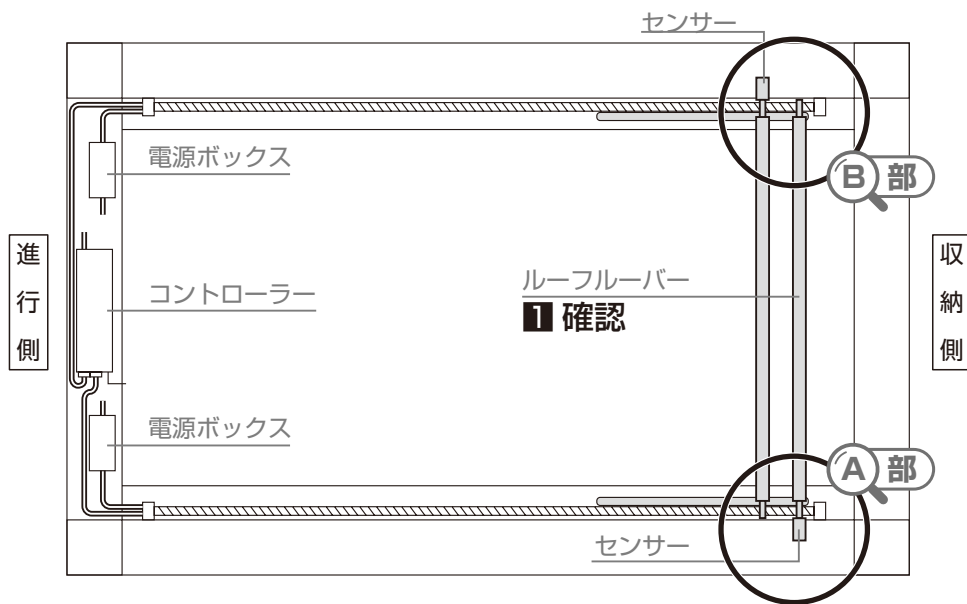 センサー
電源ボックス
B 部
進行側
コントローラー
ルーフルーバー
1 確認
収納側
電源ボックス
A 部
センサー